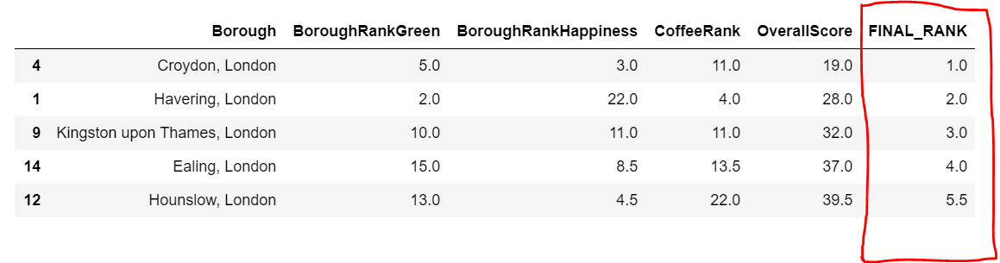 Borough BoroughRankGreen BoroughRankHappiness CoffeeRank OverallScore FINAL_RANK
4 Croydon, London 5.0 3.0 11.0 19.0 1.0
1 Havering, London 2.0 22.0 4.0 28.0 2.0
9 Kingston upon Thames, London 10.0 11.0 11.0 32.0 3.0
14 Ealing, London 15.0 8.5 13.5 37.0 4.0
12 Hounslow, London 13.0 4.5 22.0 39.5 5.5